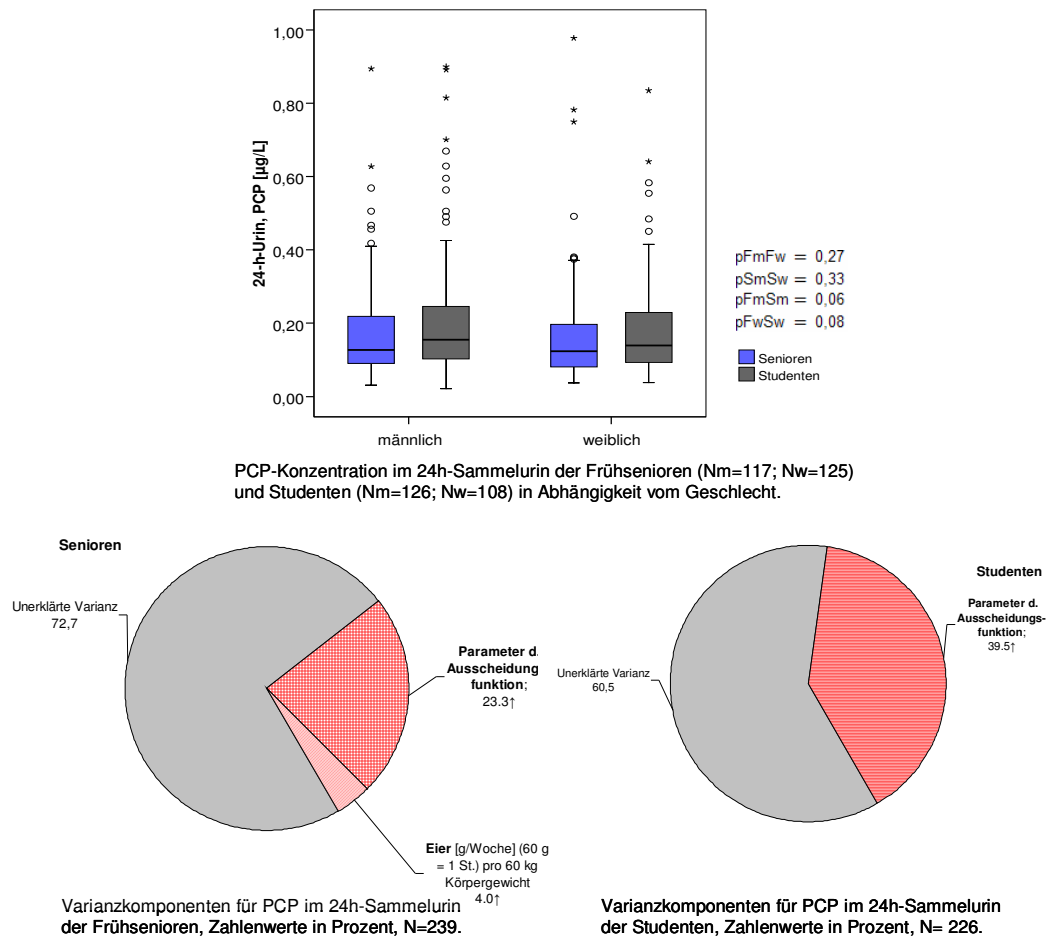 1,00
0,80
0,60
0,40
0,20
0,00
24-h-Urin, PCP [µg/L]
männlich
weiblich
pFmFw = 0,27
pSmSw = 0,33
pFmSm = 0,06
pFwSw = 0,08
Senioren
Studenten
PCP-Konzentration im 24h-Sammelurin der Frühsenioren (Nm=117; Nw=125)
und Studenten (Nm=126; Nw=108) in Abhängigkeit vom Geschlecht.
Senioren
Unerklärte Varianz
72,7
Parameter d.
Ausscheidung
funktion;
23.3↑
Eier [g/Woche] (60 g
= 1 St.) pro 60 kg
Körpergewicht
4.0↑
Varianzkomponenten für PCP im 24h-Sammelurin
der Frühsenioren, Zahlenwerte in Prozent, N=239.
Studenten
Parameter d.
Ausscheidungs-
funktion;
39.5↑
Unerklärte Varianz
60,5
Varianzkomponenten für PCP im 24h-Sammelurin
der Studenten, Zahlenwerte in Prozent, N= 226.